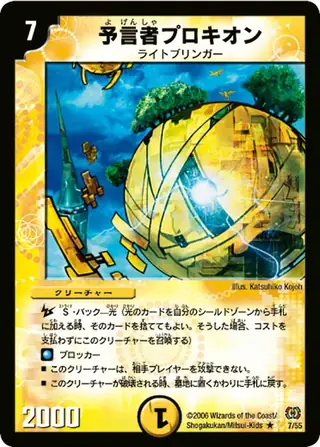 7
よげんしゃ
予言者プロキオン
ライトブリンガー
illus. Katsuhiko Kojoh
クリーチャー
S・バック—光(光のカードを自分のシールドゾーンから手札
に加える時、そのカードを捨ててもよい。そうした場合、コストを
支払わずにこのクリーチャーを召喚する)
ブロッカー
■ このクリーチャーは、相手プレイヤーを攻撃できない。
■ このクリーチャーが破壊される時、墓地に置くかわりに手札に戻す。
2000
1
©2006 Wizards of the Coast/
Shogakukan/Mitsui-Kids ★ 7/55